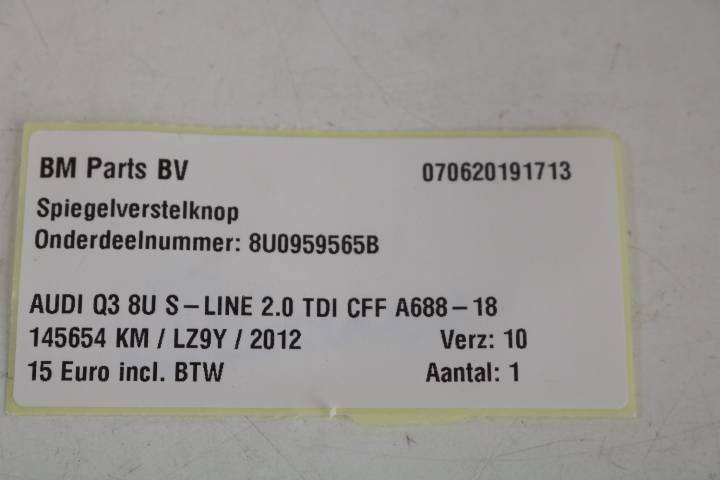 BM Parts BV 070620191713
Spiegelverstelknop
Onderdeelnummer: 8U0959565B
AUDI Q3 8U S-LINE 2.0 TDI CFF A688-18
145654 KM / LZ9Y / 2012 Verz: 10
15 Euro incl. BTW Aantal: 1